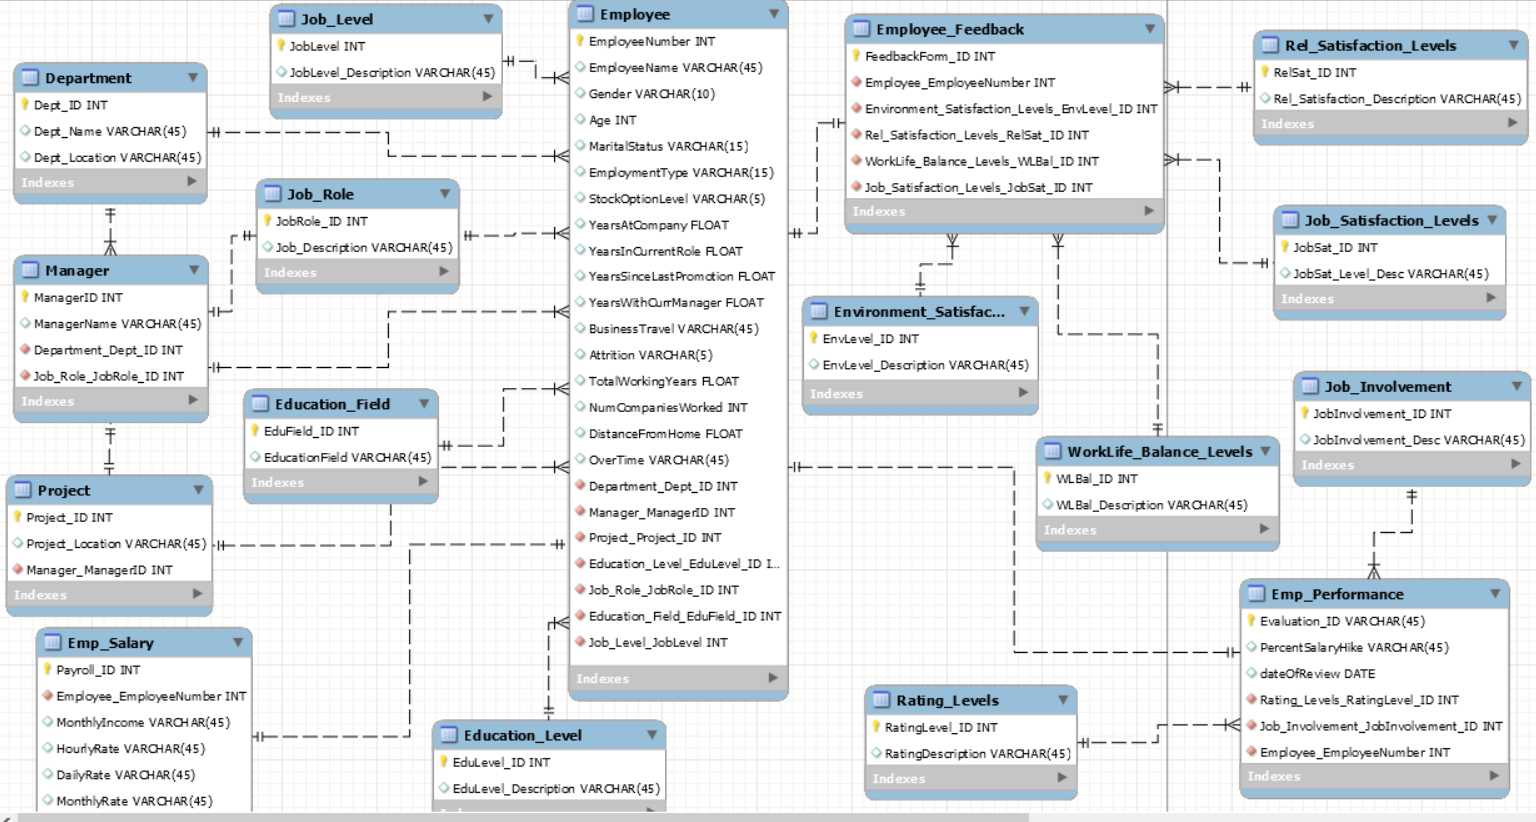 Job_Level
JobLevel INT
JobLevel_Description VARCHAR(45)
Indexes
Department
Dept_ID INT
Dept_Name VARCHAR(45)
Dept_Location VARCHAR(45)
Indexes
Job_Role
JobRole_ID INT
Job_Description VARCHAR(45)
Indexes
Manager
ManagerID INT
ManagerName VARCHAR(45)
Department_Dept_ID INT
Job_Role_JobRole_ID INT
Indexes
Education_Field
EduField_ID INT
EducationField VARCHAR(45)
Indexes
Project
Project_ID INT
Project_Location VARCHAR(45)
Manager_ManagerID INT
Indexes
Emp_Salary
Payroll_ID INT
Employee_EmployeeNumber INT
MonthlyIncome VARCHAR(45)
HourlyRate VARCHAR(45)
DailyRate VARCHAR(45)
MonthlyRate VARCHAR(45)
Education_Level
EduLevel_ID INT
EduLevel_Description VARCHAR(45)
Employee
EmployeeNumber INT
EmployeeName VARCHAR(45)
Gender VARCHAR(10)
Age INT
MaritalStatus VARCHAR(15)
EmploymentType VARCHAR(15)
StockOptionLevel VARCHAR(5)
YearsAtCompany FLOAT
YearsInCurrentRole FLOAT
YearsSinceLastPromotion FLOAT
YearsWithCurrManager FLOAT
BusinessTravel VARCHAR(45)
Attrition VARCHAR(5)
TotalWorkingYears FLOAT
NumCompaniesWorked INT
DistanceFromHome FLOAT
OverTime VARCHAR(45)
Department_Dept_ID INT
Manager_ManagerID INT
Project_Project_ID INT
Education_Level_EduLevel_ID I...
Job_Role_JobRole_ID INT
Education_Field_EduField_ID INT
Job_Level_JobLevel INT
Indexes
Employee_Feedback
FeedbackForm_ID INT
Employee_EmployeeNumber INT
Environment_Satisfaction_Levels_EnvLevel_ID INT
Rel_Satisfaction_Levels_RelSat_ID INT
WorkLife_Balance_Levels_WLBal_ID INT
Job_Satisfaction_Levels_JobSat_ID INT
Indexes
Rel_Satisfaction_Levels
RelSat_ID INT
Rel_Satisfaction_Description VARCHAR(45)
Indexes
Job_Satisfaction_Levels
JobSat_ID INT
JobSat_Level_Desc VARCHAR(45)
Indexes
Environment_Satisfac...
EnvLevel_ID INT
EnvLevel_Description VARCHAR(45)
Indexes
Job_Involvement
JobInvolvement_ID INT
JobInvolvement_Desc VARCHAR(45)
Indexes
WorkLife_Balance_Levels
WLBal_ID INT
WLBal_Description VARCHAR(45)
Indexes
Emp_Performance
Evaluation_ID VARCHAR(45)
PercentSalaryHike VARCHAR(45)
dateOfReview DATE
Rating_Levels_RatingLevel_ID INT
Job_Involvement_JobInvolvement_ID INT
Employee_EmployeeNumber INT
Indexes
Rating_Levels
RatingLevel_ID INT
RatingDescription VARCHAR(45)
Indexes